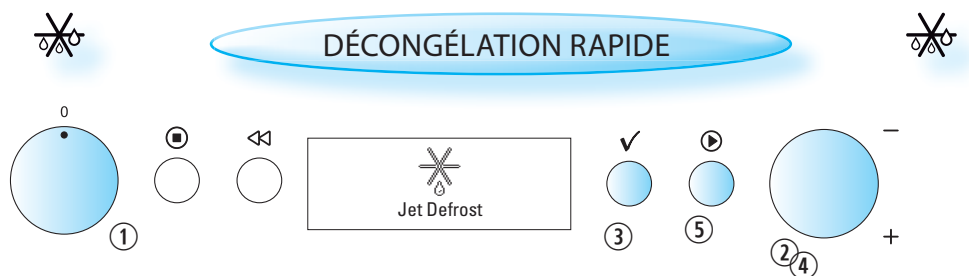 DÉCONGÉLATION RAPIDE
0
−
Jet Defrost
+
① ③ ⑤ ② ④